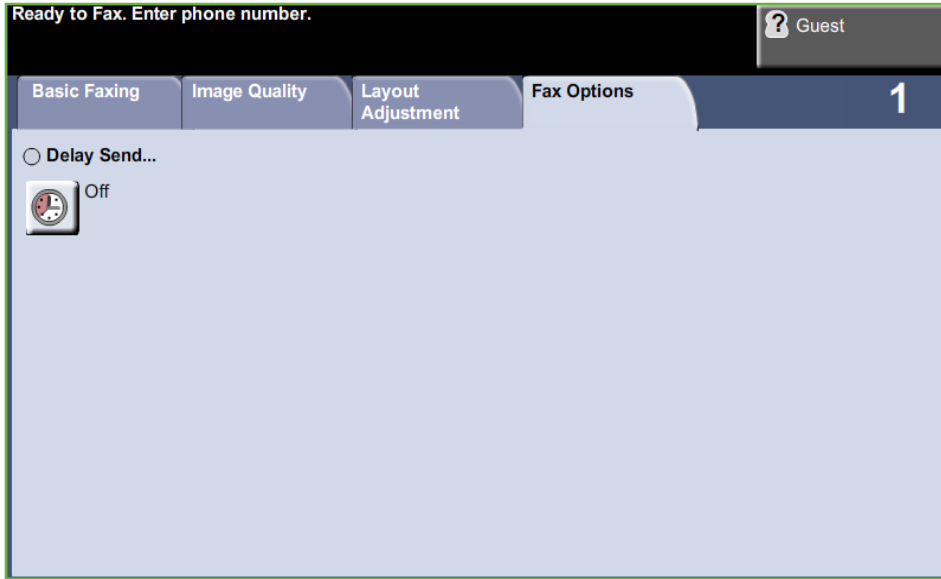 Ready to Fax. Enter phone number.
? Guest
Basic Faxing
Image Quality
Layout
Adjustment
Fax Options
1
Delay Send...
Off